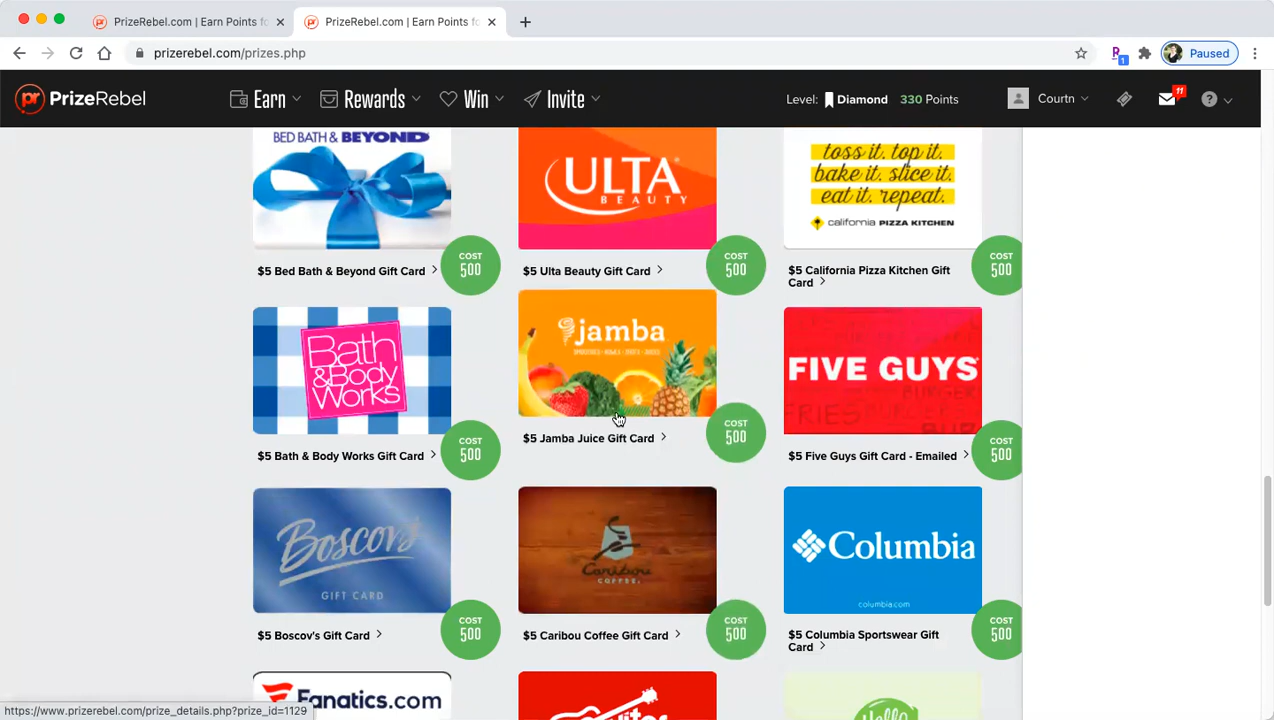 PrizeRebel.com | Earn Points fo
PrizeRebel.com | Earn Points fo
prizerebel.com/prizes.php
R
1
Paused
pr PrizeRebel
Earn
Rewards
Win
Invite
Level: Diamond 330 Points
Courtn
11
?
BED BATH & BEYOND
ULTA
BEAUTY
toss it. top it.
bake it. slice it.
eat it. repeat.
california PIZZA KITCHEN
$5 Bed Bath & Beyond Gift Card
COST
500
$5 Ulta Beauty Gift Card
COST
500
$5 California Pizza Kitchen Gift
Card
COST
500
Bath
& Body
Works
jamba
FIVE GUYS
$5 Bath & Body Works Gift Card
COST
500
$5 Jamba Juice Gift Card
COST
500
$5 Five Guys Gift Card - Emailed
COST
500
Boscov's
GIFT CARD
Caribou
COFFEE
Columbia
columbia.com
$5 Boscov's Gift Card
COST
500
$5 Caribou Coffee Gift Card
COST
500
$5 Columbia Sportswear Gift
Card
COST
500
Fanatics.com
Hello
https://www.prizerebel.com/prize_details.php?prize_id=1129